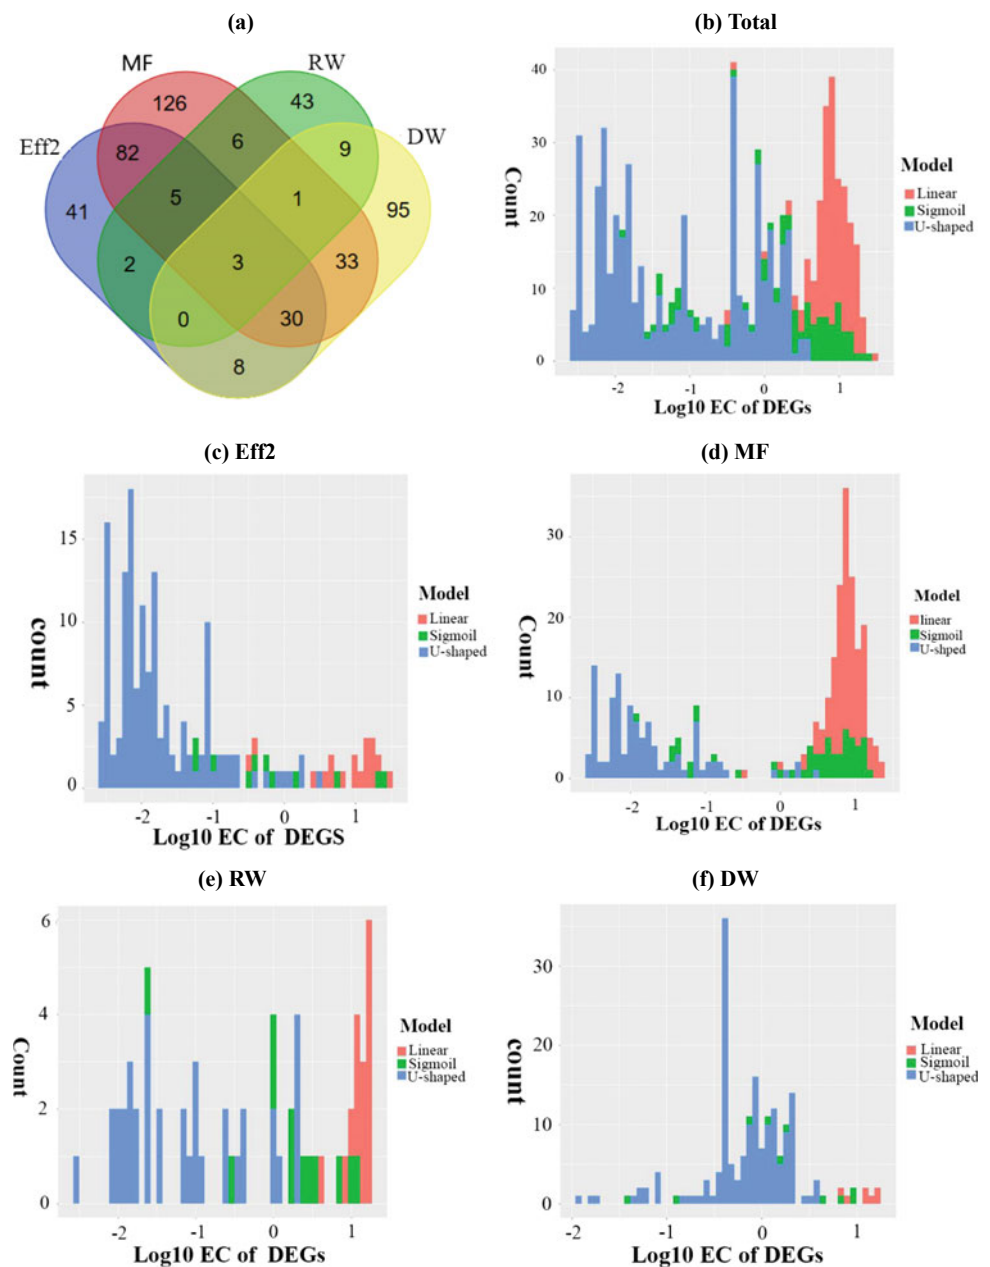 (a)
MF
RW
Eff2
DW
126
43
82
6
9
41
5
1
95
2
3
33
0
30
8
(b) Total
40
30
20
10
0
Count
-2
-1
0
1
Log10 EC of DEGs
Model
Linear
Sigmoil
U-shaped
(c) Eff2
15
10
5
0
count
-2
-1
0
1
Log10 EC of DEGS
Model
Linear
Sigmoil
U-shaped
(d) MF
30
20
10
0
Count
-2
-1
0
1
Log10 EC of DEGs
Model
linear
Sigmoil
U-shped
(e) RW
6
4
2
0
Count
-2
-1
0
1
Log10 EC of DEGs
Model
Linear
Sigmoil
U-shaped
(f) DW
30
20
10
0
count
-2
-1
0
1
Log10 EC of DEGs
Model
Linear
Sigmoil
U-shaped